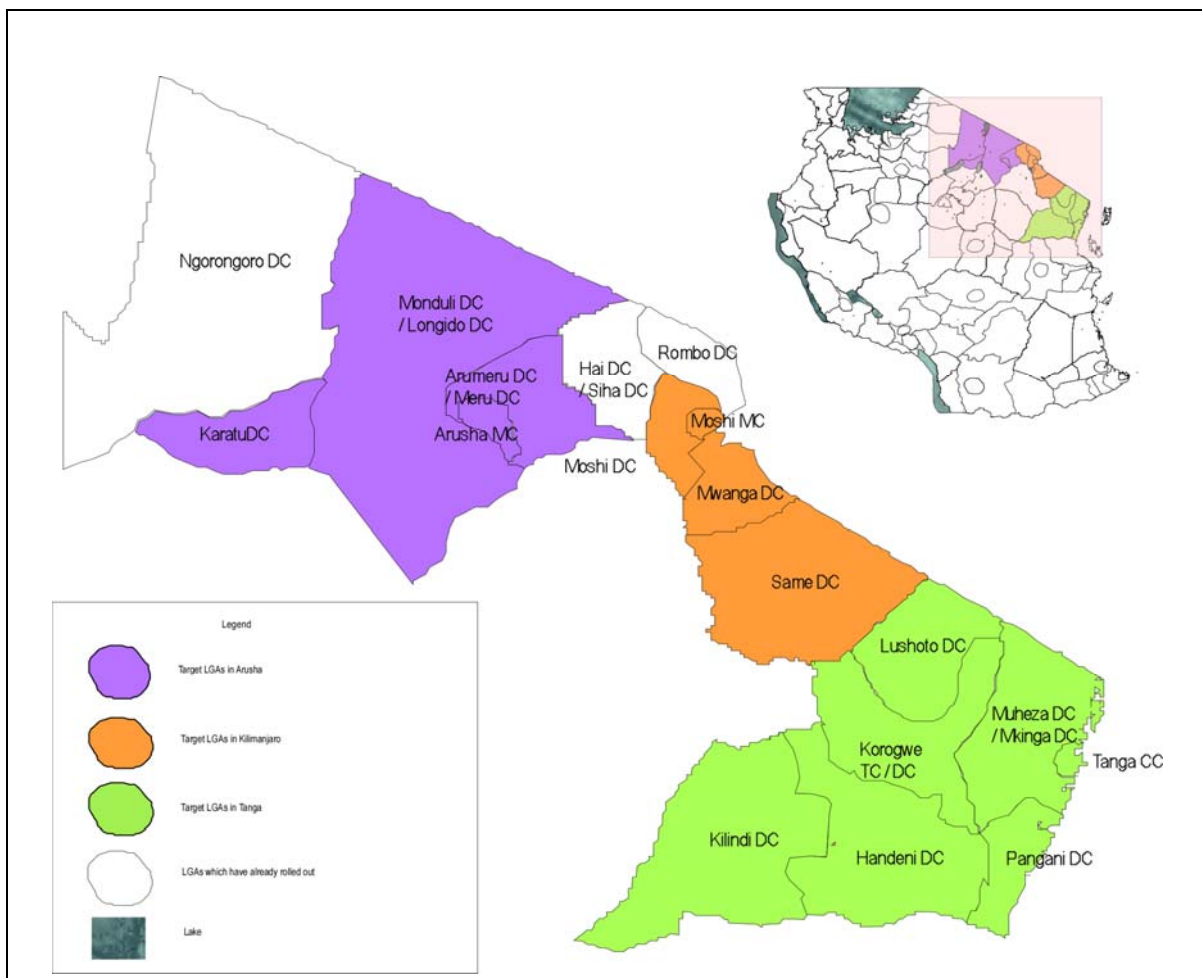 Ngorongoro DC
Monduli DC
/ Longido DC
Rombo DC
Hai DC
/ Siha DC
Arumeru DC
/ Meru DC
KaratuDC
Arusha MC
Moshi MC
Moshi DC
Mwanga DC
Same DC
Lushoto DC
Muheza DC
/ Mkinga DC
Korogwe
TC / DC
Tanga CC
Kilindi DC
Handeni DC
Pangani DC
Legend
Target LGAs in Arusha
Target LGAs in Kilimanjaro
Target LGAs in Tanga
LGAs which have already rolled out
Lake